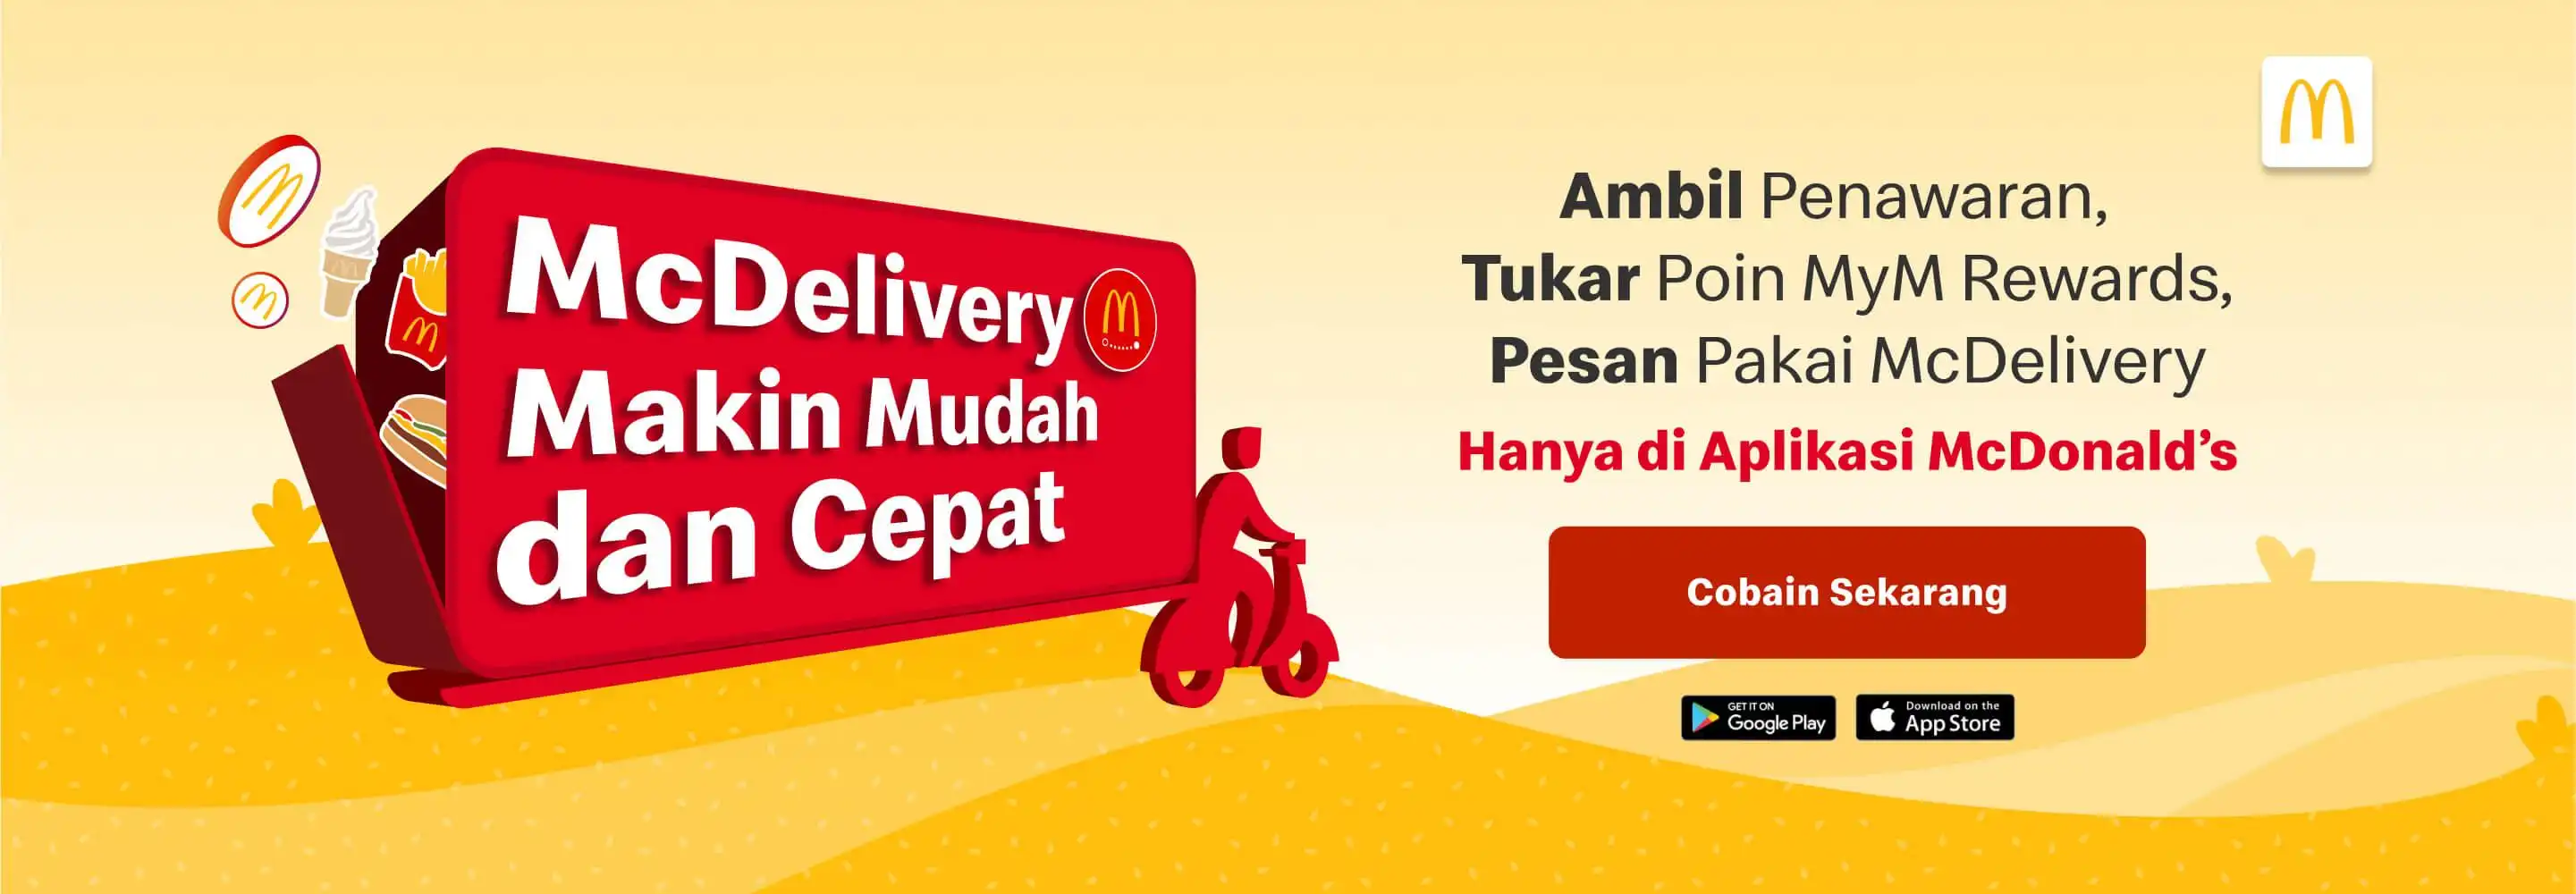 McDelivery
Makin Mudah
dan Cepat
Ambil Penawaran,
Tukar Poin MyM Rewards,
Pesan Pakai McDelivery
Hanya di Aplikasi McDonald’s
Cobain Sekarang
GET IT ON
Google Play
Download on the
App Store